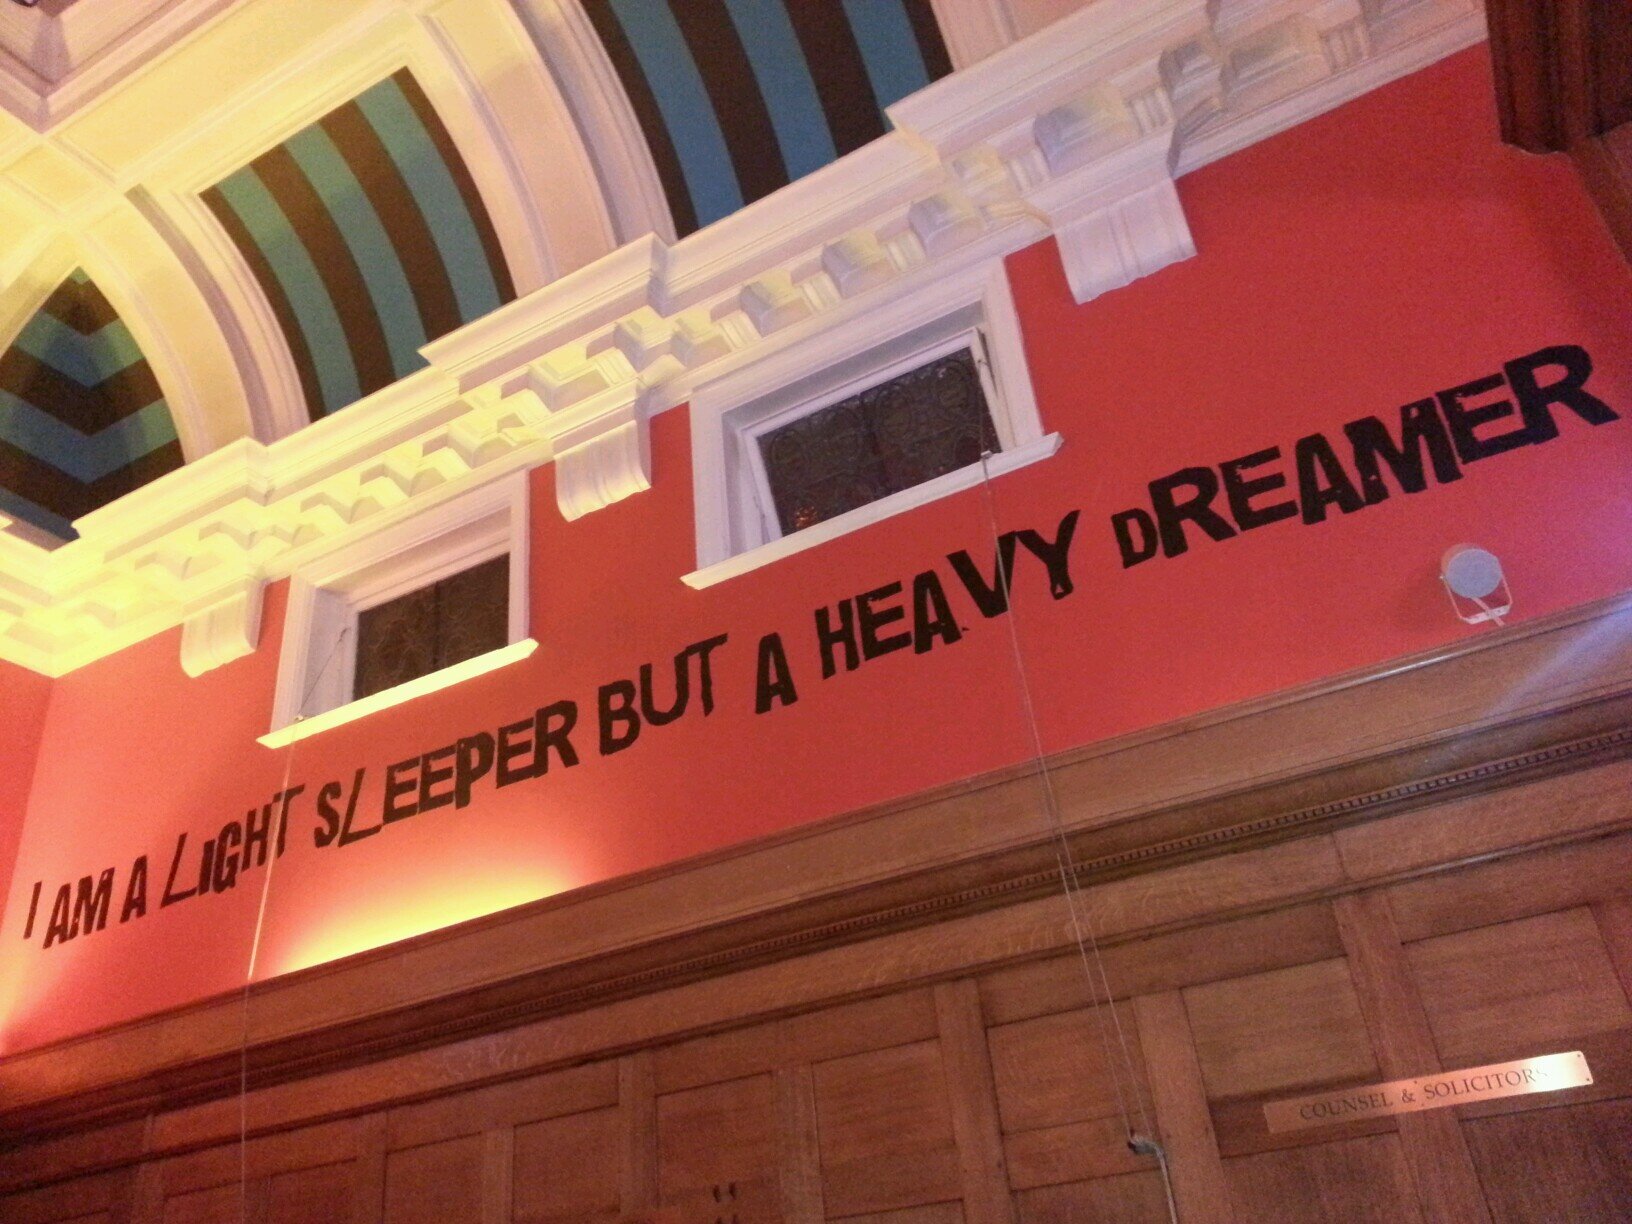 I AM A LIGHT SLEEPER BUT A HEAVY DREAMER
COUNSEL & SOLICITORS